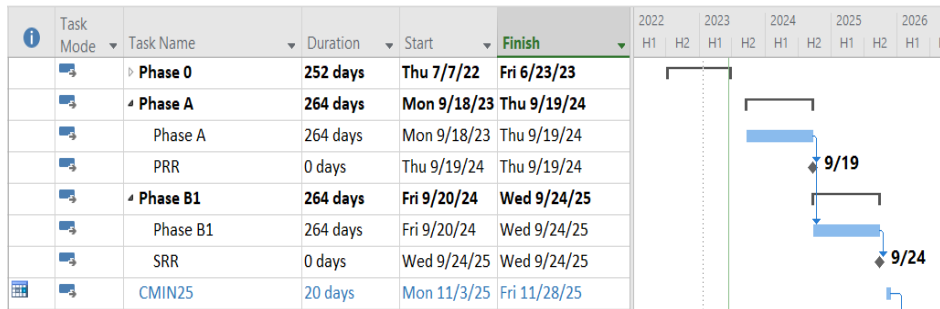 Task Mode Task Name Duration Start Finish
2022 2023 2024 2025 2026
H1 H2 H1 H2 H1 H2 H1 H2 H1
Phase 0 252 days Thu 7/7/22 Fri 6/23/23
Phase A 264 days Mon 9/18/23 Thu 9/19/24
Phase A 264 days Mon 9/18/23 Thu 9/19/24
PRR 0 days Thu 9/19/24 Thu 9/19/24 9/19
Phase B1 264 days Fri 9/20/24 Wed 9/24/25
Phase B1 264 days Fri 9/20/24 Wed 9/24/25
SRR 0 days Wed 9/24/25 Wed 9/24/25 9/24
CMIN25 20 days Mon 11/3/25 Fri 11/28/25